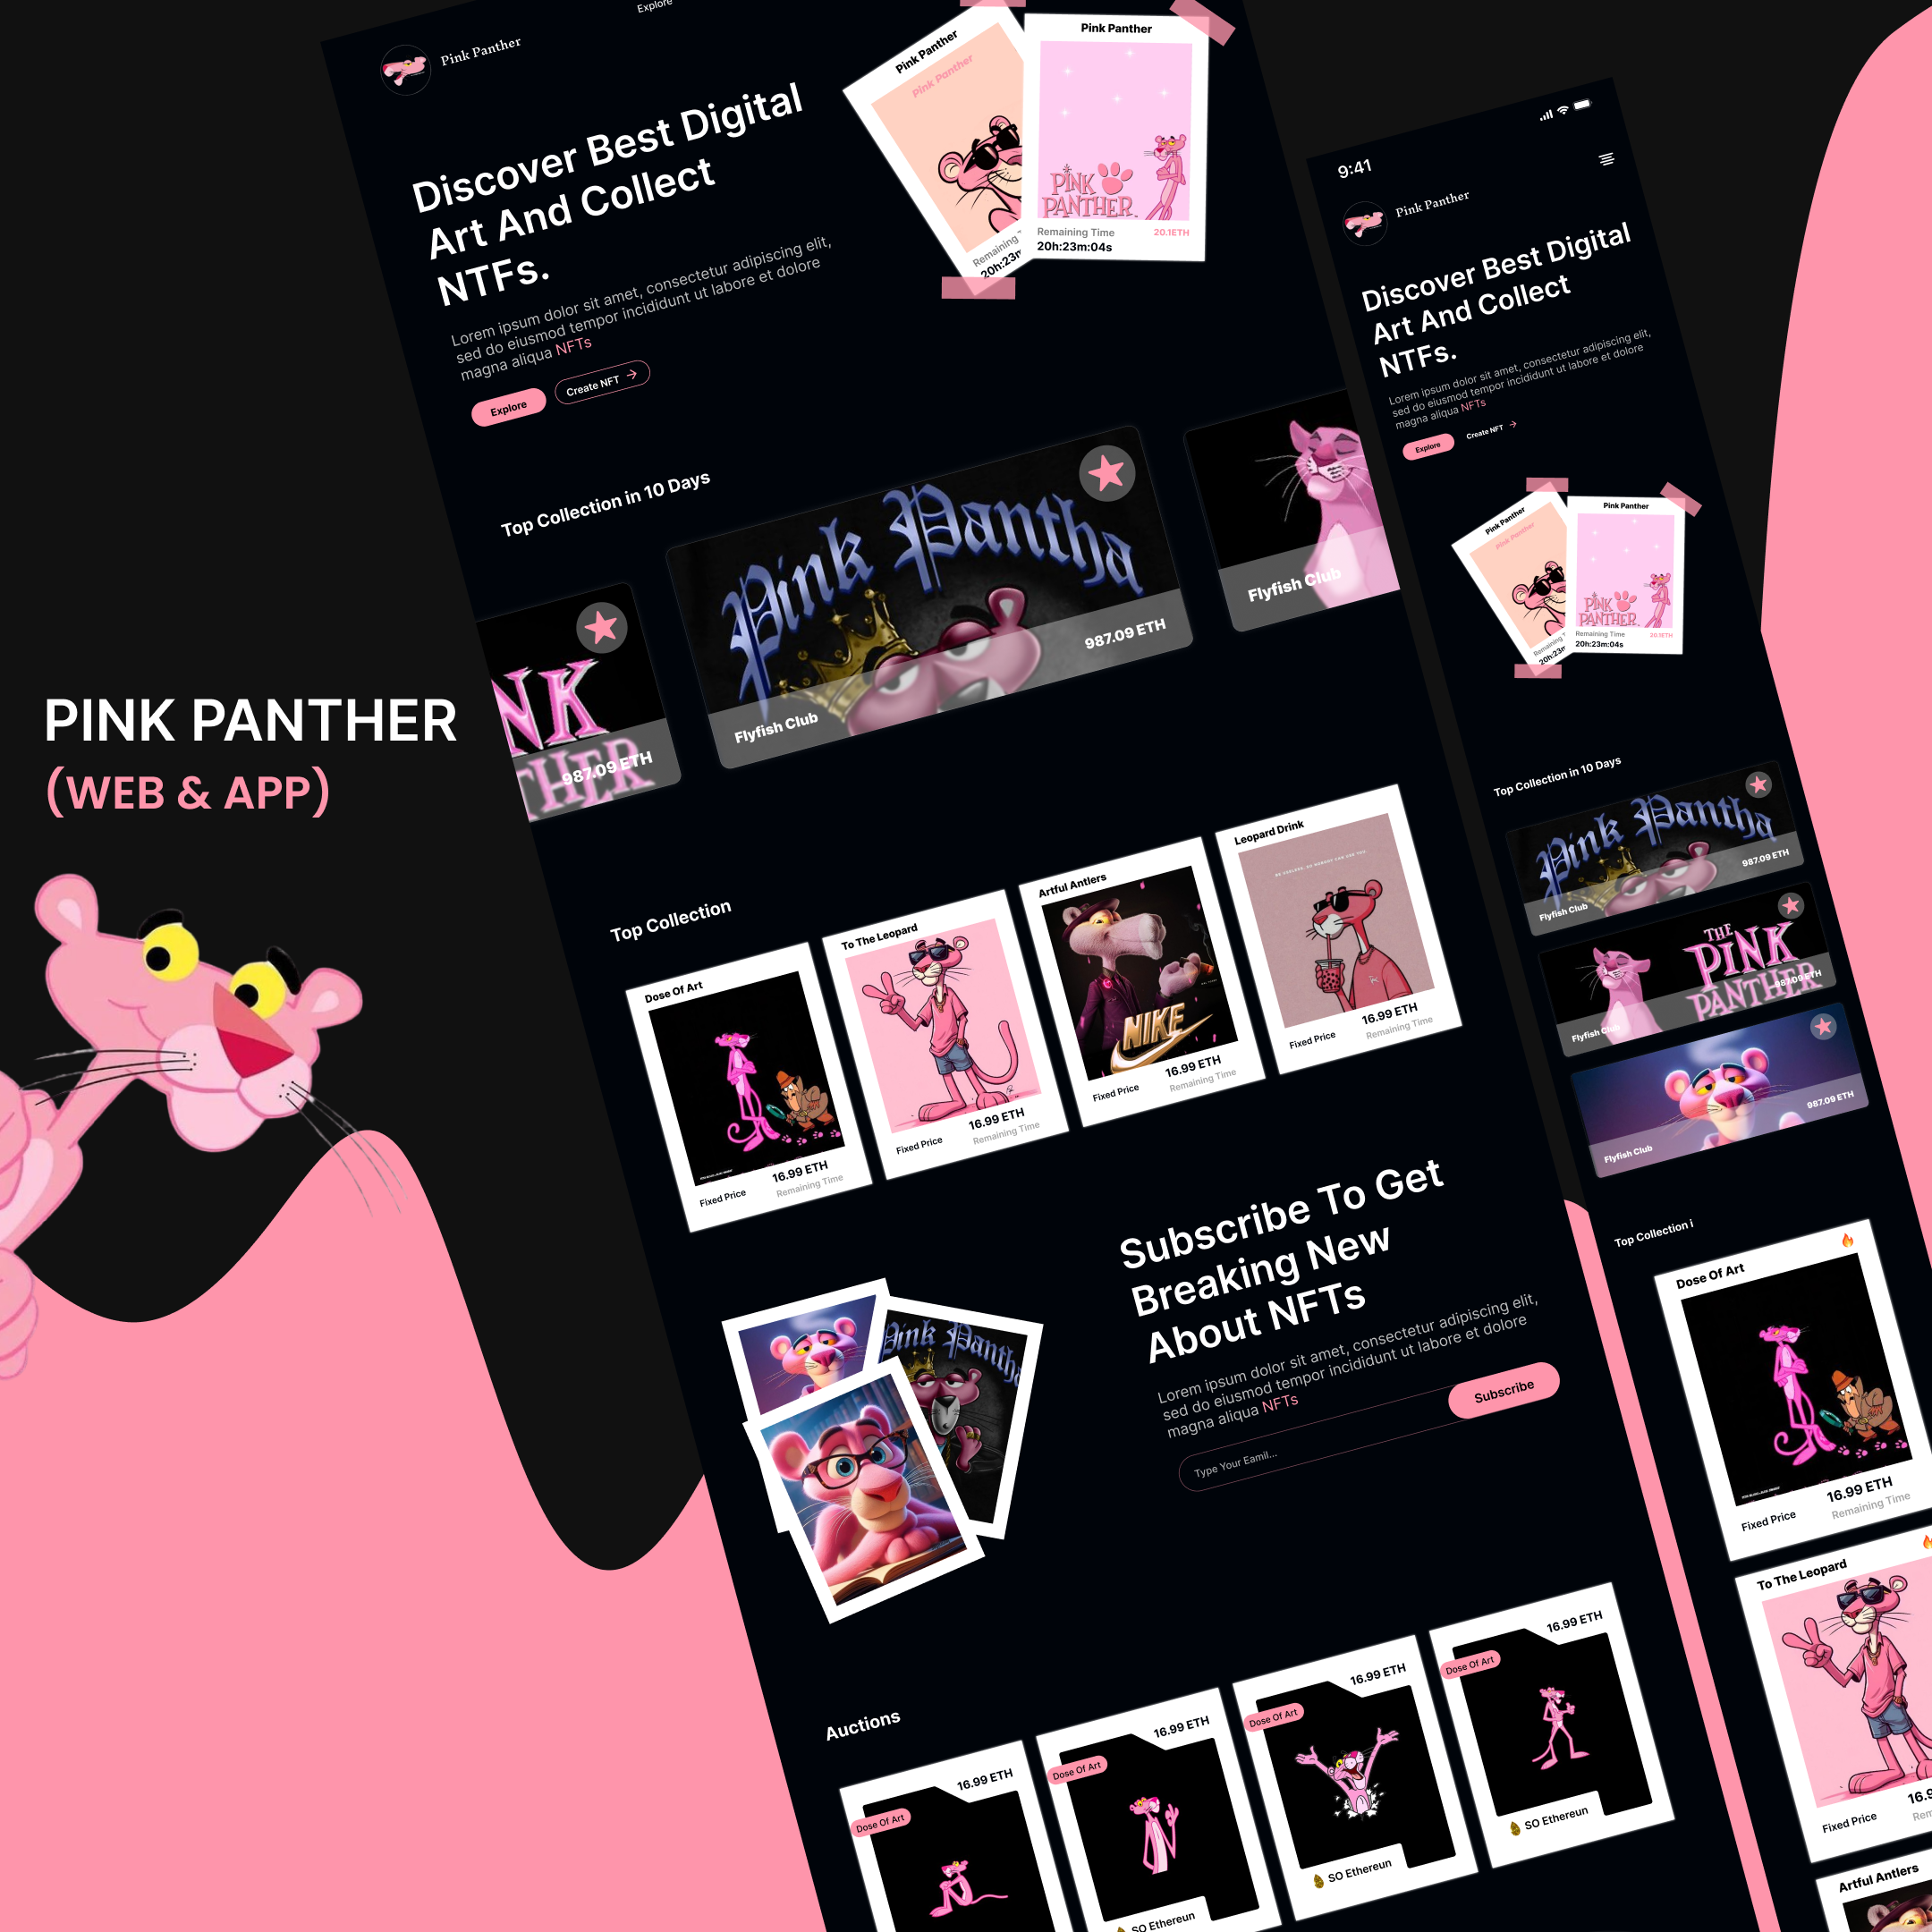 PINK PANTHER
(WEB & APP)
Explore
Pink Panther
Discover Best Digital
Art And Collect
NTFs.
Lorem ipsum dolor sit amet, consectetur adipiscing elit,
sed do eiusmod tempor incididunt ut labore et dolore
magna aliqua NFTs
Explore
Create NFT
Pink Panther
Pink Panther
Remaining T
20h:23m
Pink Panther
PINK
PANTHER
Remaining Time
20.1ETH
20h:23m:04s
Top Collection in 10 Days
NK
THER
987.09 ETH
Pink Pantha
Flyfish Club
987.09 ETH
Flyfish Club
Top Collection
Dose Of Art
Fixed Price
16.99 ETH
Remaining Time
To The Leopard
Fixed Price
16.99 ETH
Remaining Time
Artful Antlers
NIKE
Fixed Price
16.99 ETH
Remaining Time
Leopard Drink
Fixed Price
16.99 ETH
Remaining Time
Subscribe To Get
Breaking New
About NFTs
Lorem ipsum dolor sit amet, consectetur adipiscing elit,
sed do eiusmod tempor incididunt ut labore et dolore
magna aliqua NFTs
Type Your Eamil...
Subscribe
Pink Pantha
Auctions
16.99 ETH
Dose Of Art
16.99 ETH
Dose Of Art
SO Ethereun
16.99 ETH
Dose Of Art
SO Ethereun
16.99 ETH
Dose Of Art
SO Ethereun
9:41
Pink Panther
Discover Best Digital
Art And Collect
NTFs.
Lorem ipsum dolor sit amet, consectetur adipiscing elit,
sed do eiusmod tempor incididunt ut labore et dolore
magna aliqua NFTs
Explore
Create NFT
Pink Panther
Pink Panther
Remaining T
20h:23m
Pink Panther
PINK
PANTHER
Remaining Time
20.1ETH
20h:23m:04s
Top Collection in 10 Days
Pink Pantha
Flyfish Club
987.09 ETH
THE
PINK
PANTHER
Flyfish Club
987.09 ETH
Flyfish Club
987.09 ETH
Top Collection i
Dose Of Art
Fixed Price
16.99 ETH
Remaining Time
To The Leopard
Fixed Price
16.9
Rem
Artful Antlers